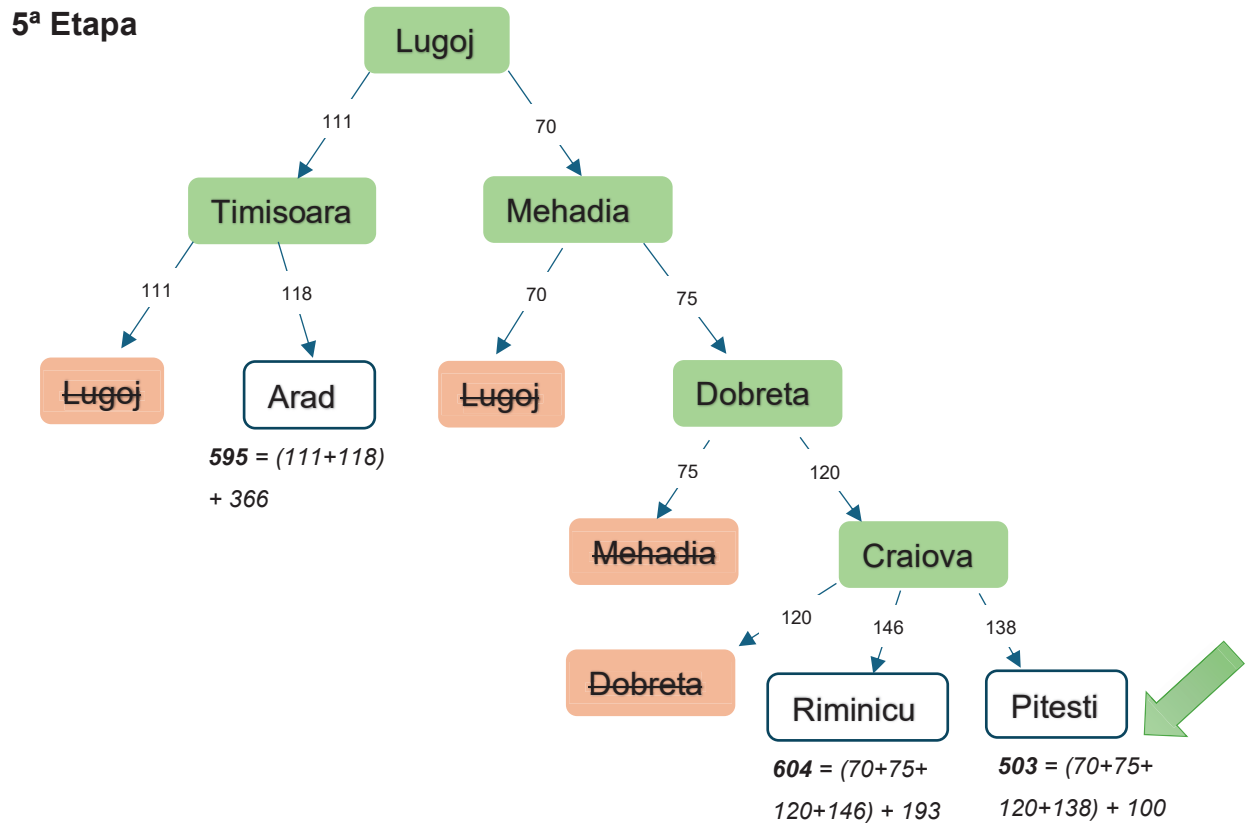 5ª Etapa
Lugoj
111
70
Timisoara
Mehadia
111
118
70
75
Lugoj
Arad
Lugoj
Dobreta
595 = (111+118)
+ 366
75
120
Mehadia
Craiova
120
146
138
Dobreta
Riminicu
Pitesti
604 = (70+75+
120+146) + 193
503 = (70+75+
120+138) + 100